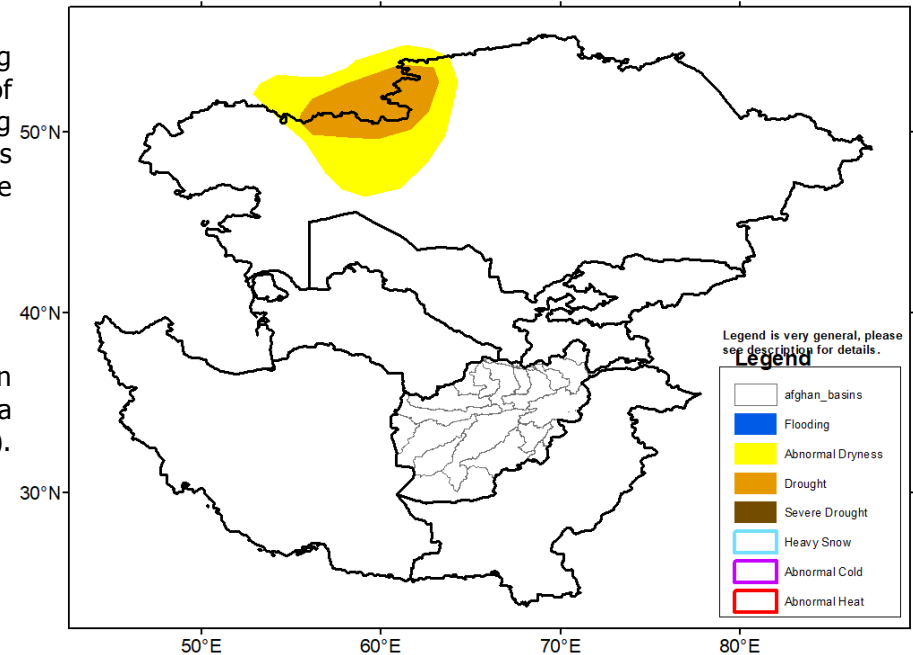 g
of
g
s
e
n
a
).
50°N
40°N
30°N
50°E
60°E
70°E
80°E
Legend is very general, please
see description for details.
Legend
afghan_basins
Flooding
Abnormal Dryness
Drought
Severe Drought
Heavy Snow
Abnormal Cold
Abnormal Heat